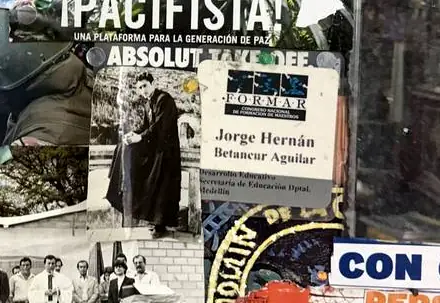 ¡PACIFISTA!
UNA PLATAFORMA PARA LA GENERACIÓN DE PAZ
ABSOLUT TAKE OFF
FORMAR
CONGRESO NACIONAL
DE FORMACIÓN DE MAESTROS
Jorge Hernán
Betancur Aguilar
Desarrollo Educativo
Secretaría de Educación Dptal.
Medellín
CON